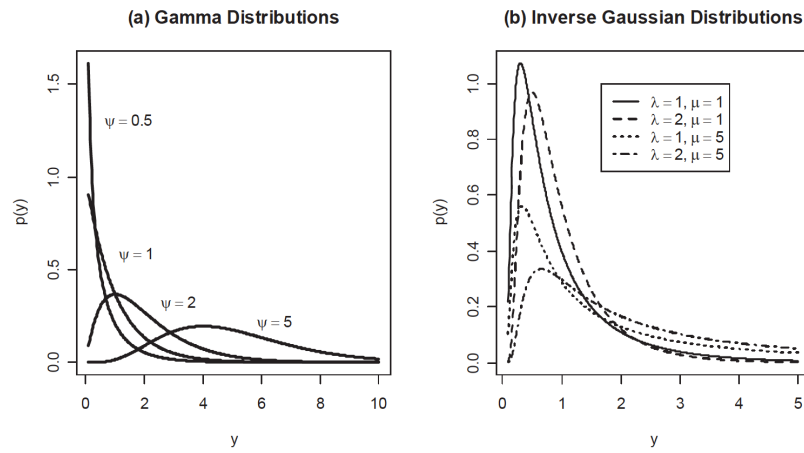 (a) Gamma Distributions
p(y)
1.5
1.0
0.5
0.0
ψ = 0.5
ψ = 1
ψ = 2
ψ = 5
0 2 4 6 8 10
y
(b) Inverse Gaussian Distributions
p(y)
1.0
0.8
0.6
0.4
0.2
0.0
λ = 1, μ = 1
λ = 2, μ = 1
λ = 1, μ = 5
λ = 2, μ = 5
0 1 2 3 4 5
y